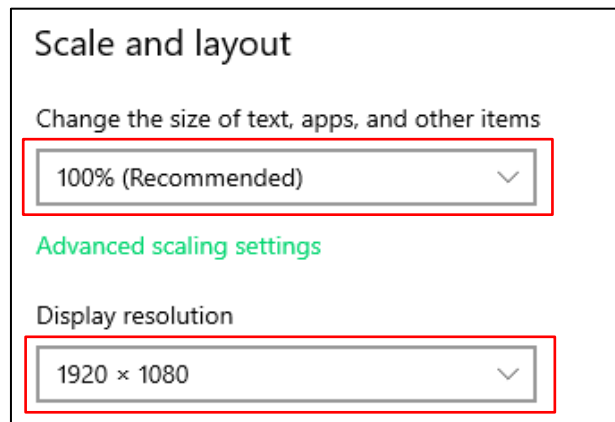 Scale and layout
Change the size of text, apps, and other items
100% (Recommended)
Advanced scaling settings
Display resolution
1920 × 1080